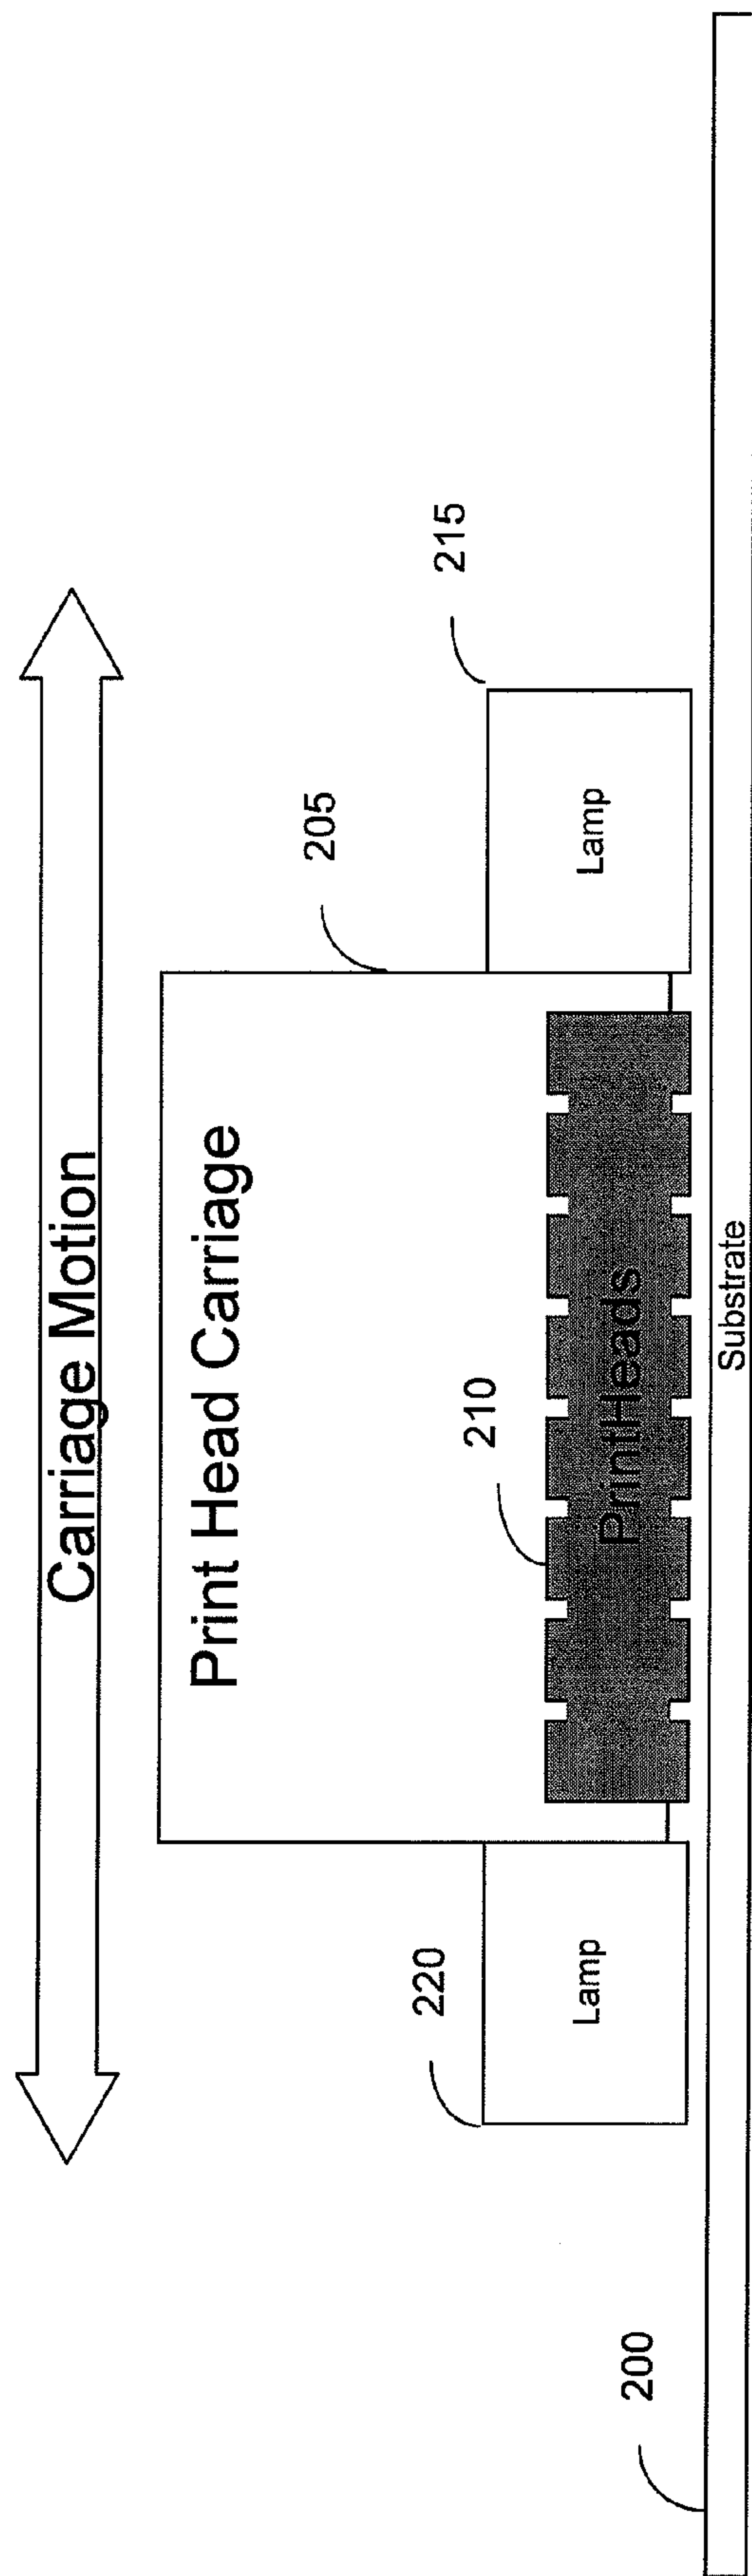 Carriage Motion
Print Head Carriage
205
215
210
220
PrintHeads
Lamp
Lamp
200
Substrate